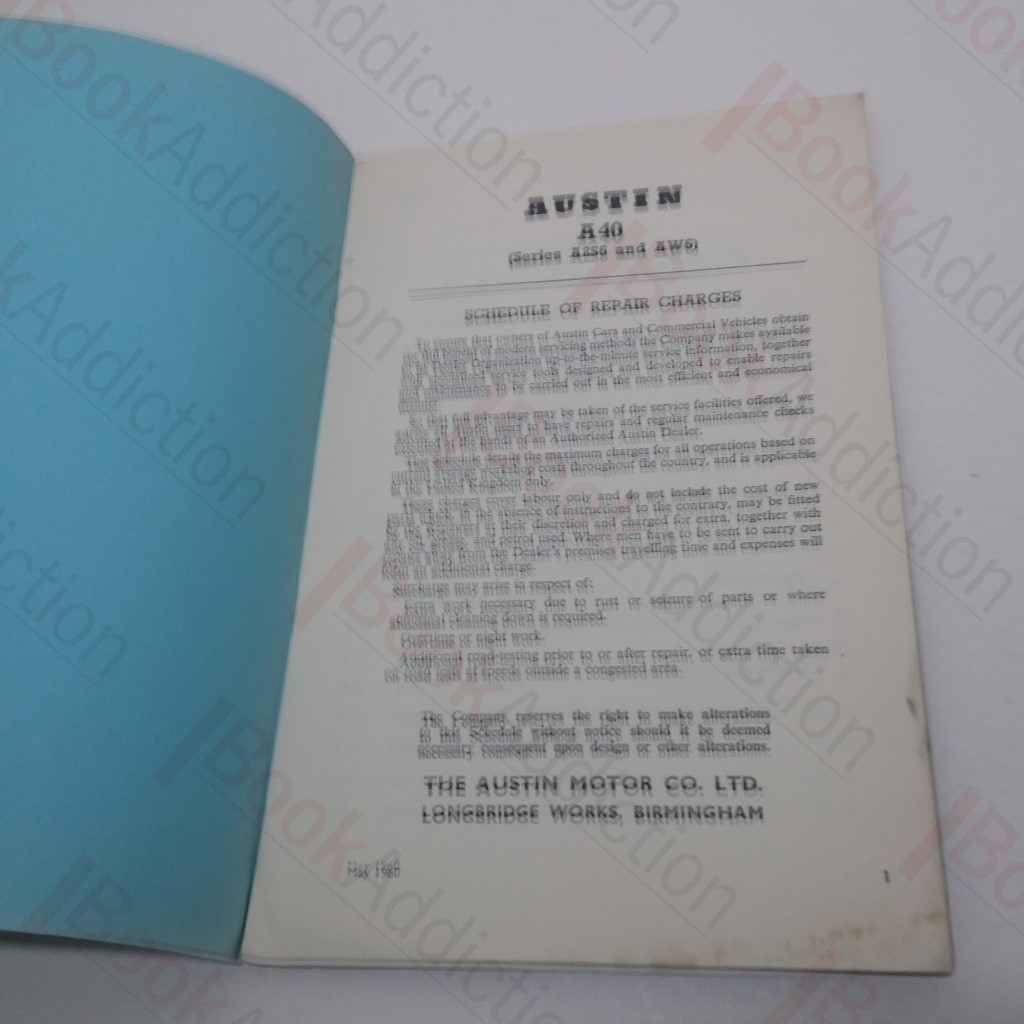 AUSTIN
A40
(Series A2S6 and AW6)
SCHEDULE OF REPAIR CHARGES
To ensure that owners of Austin Cars and Commercial Vehicles obtain
the full benefit of modern servicing methods the Company makes available
to its Dealer Organization up-to-the-minute service information, together
with specialized service tools designed and developed to enable repairs
and maintenance to be carried out in the most efficient and economical
manner.
So that full advantage may be taken of the service facilities offered, we
advise all users to have repairs and regular maintenance checks
executed at the hands of an Authorized Austin Dealer.
This Schedule details the maximum charges for all operations based on
average workshop costs throughout the country, and is applicable
to the United Kingdom only.
These charges cover labour only and do not include the cost of new
parts which, in the absence of instructions to the contrary, may be fitted
by the Repairer at their discretion and charged for extra, together with
oil, grease, and petrol used. Where men have to be sent to carry out
repairs away from the Dealer's premises travelling time and expenses will
form an additional charge.
Surcharge may arise in respect of:
Extra work necessary due to rust or seizure of parts or where
abnormal cleaning down is required.
Overtime or night work.
Additional road-testing prior to or after repair, or extra time taken
on road tests at speeds outside a congested area.
The Company reserves the right to make alterations
to this Schedule without notice should it be deemed
necessary consequent upon design or other alterations.
THE AUSTIN MOTOR CO. LTD.
LONGBRIDGE WORKS, BIRMINGHAM
May 1960
1
BookAddiction